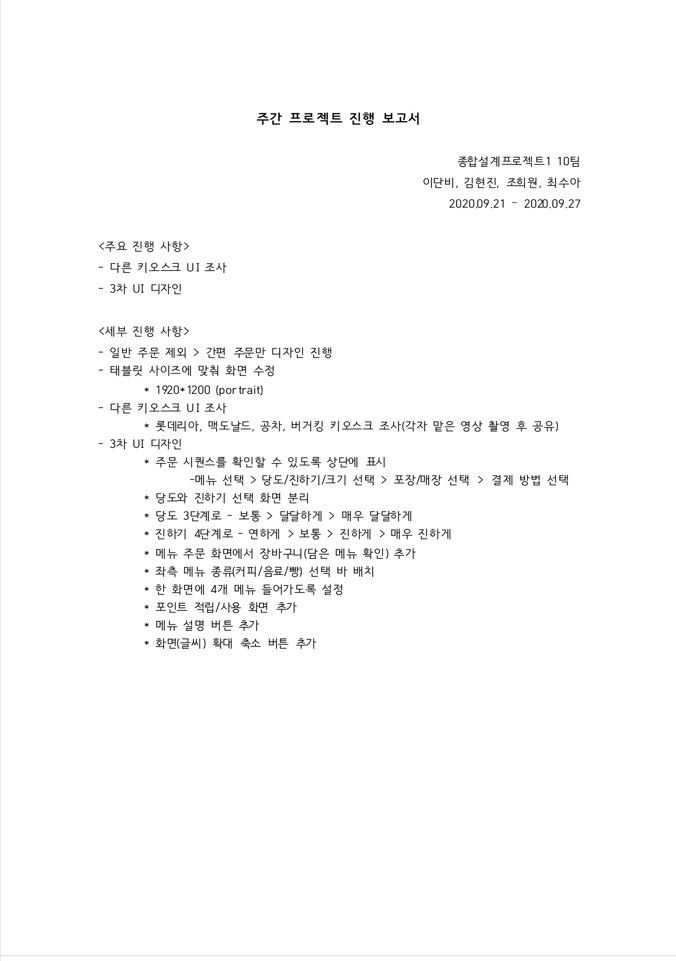 주간 프로젝트 진행 보고서
종합설계프로젝트1 10팀
이단비, 김현진, 조희원, 최수아
2020.09.21 - 2020.09.27
<주요 진행 사항>
- 다른 키오스크 UI 조사
- 3차 UI 디자인
<세부 진행 사항>
- 일반 주문 제외 > 간편 주문만 디자인 진행
- 태블릿 사이즈에 맞춰 화면 수정
* 1920*1200 (portrait)
- 다른 키오스크 UI 조사
* 롯데리아, 맥도날드, 공차, 버거킹 키오스크 조사(각자 맡은 영상 촬영 후 공유)
- 3차 UI 디자인
* 주문 시퀀스를 확인할 수 있도록 상단에 표시
-메뉴 선택 > 당도/진하기/크기 선택 > 포장/매장 선택 > 결제 방법 선택
* 당도와 진하기 선택 화면 분리
* 당도 3단계로 - 보통 > 달달하게 > 매우 달달하게
* 진하기 4단계로 - 연하게 > 보통 > 진하게 > 매우 진하게
* 메뉴 주문 화면에서 장바구니(담은 메뉴 확인) 추가
* 좌측 메뉴 종류(커피/음료/빵) 선택 바 배치
* 한 화면에 4개 메뉴 들어가도록 설정
* 포인트 적립/사용 화면 추가
* 메뉴 설명 버튼 추가
* 화면(글씨) 확대 축소 버튼 추가